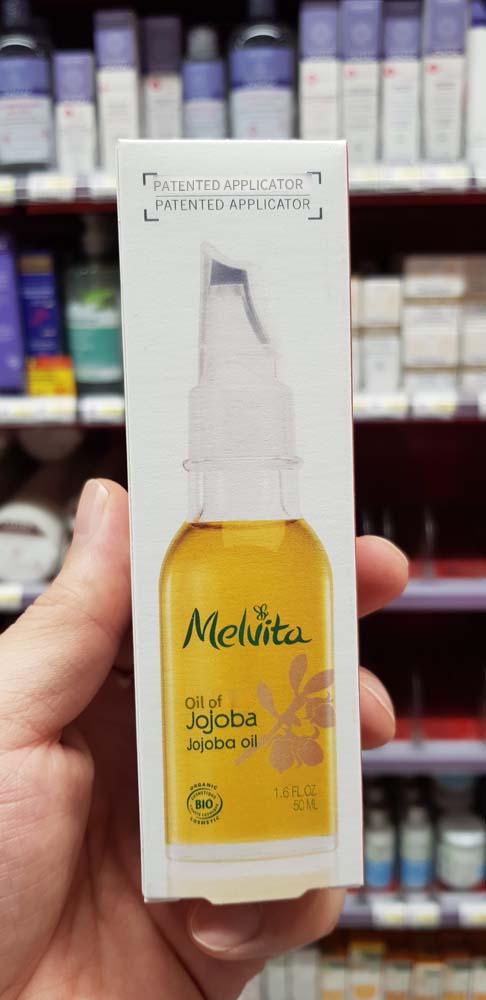 PATENTED APPLICATOR
PATENTED APPLICATOR
Melvita
Oil of
Jojoba
Jojoba oil
ORGANIC
BIO
COSMETIC
1.6 FL.OZ
50 ML